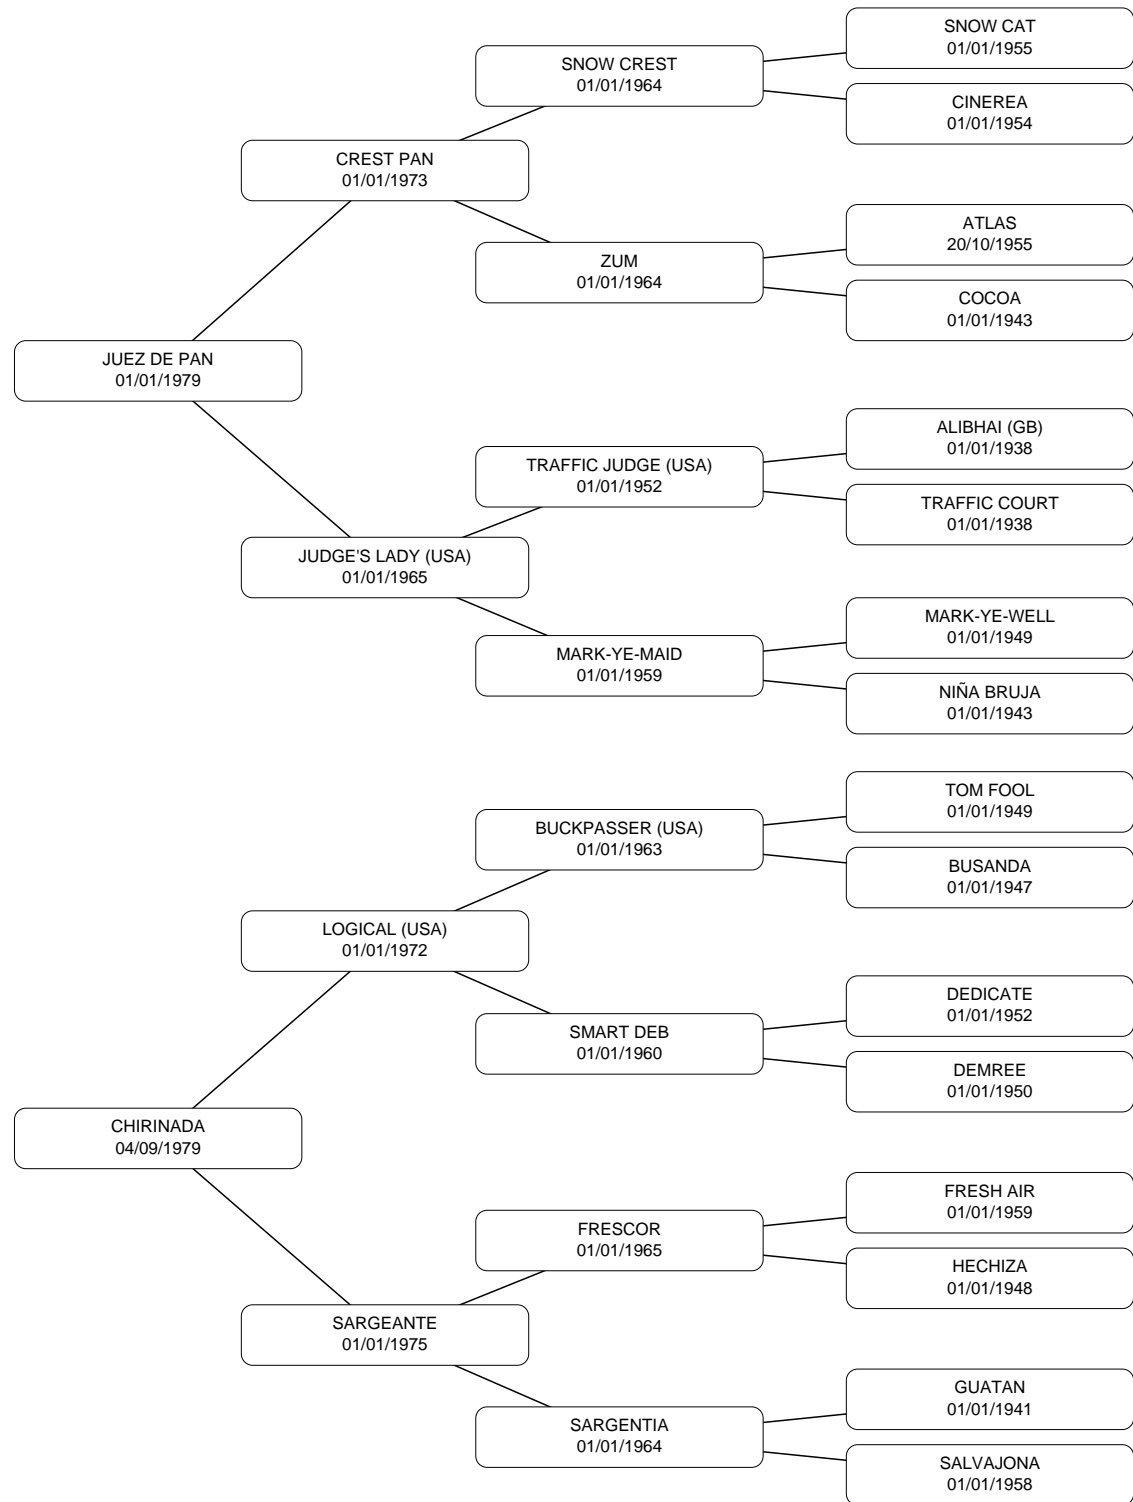 SNOW CAT
01/01/1955
SNOW CREST
01/01/1964
CINEREA
01/01/1954
CREST PAN
01/01/1973
ATLAS
20/10/1955
ZUM
01/01/1964
COCOA
01/01/1943
JUEZ DE PAN
01/01/1979
ALIBHAI (GB)
01/01/1938
TRAFFIC JUDGE (USA)
01/01/1952
TRAFFIC COURT
01/01/1938
JUDGE'S LADY (USA)
01/01/1965
MARK-YE-WELL
01/01/1949
MARK-YE-MAID
01/01/1959
NIÑA BRUJA
01/01/1943
TOM FOOL
01/01/1949
BUCKPASSER (USA)
01/01/1963
BUSANDA
01/01/1947
LOGICAL (USA)
01/01/1972
DEDICATE
01/01/1952
SMART DEB
01/01/1960
DEMREE
01/01/1950
CHIRINADA
04/09/1979
FRESH AIR
01/01/1959
FRESCOR
01/01/1965
HECHIZA
01/01/1948
SARGEANTE
01/01/1975
GUATAN
01/01/1941
SARGENTIA
01/01/1964
SALVAJONA
01/01/1958